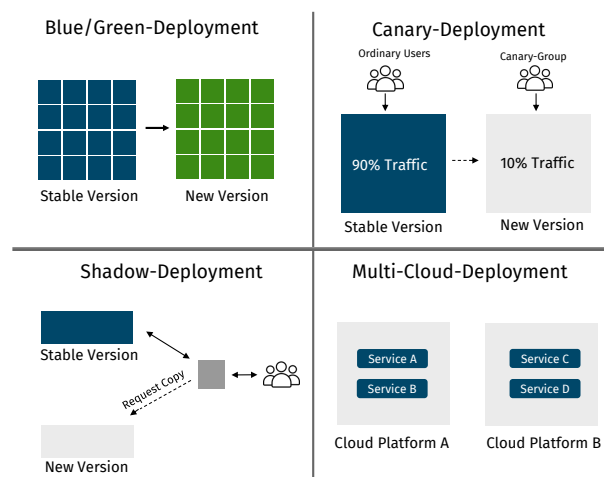 Blue/Green-Deployment
Stable Version
New Version
Canary-Deployment
Ordinary Users
Canary-Group
90% Traffic
10% Traffic
Stable Version
New Version
Shadow-Deployment
Stable Version
Request Copy
New Version
Multi-Cloud-Deployment
Service A
Service B
Service C
Service D
Cloud Platform A
Cloud Platform B